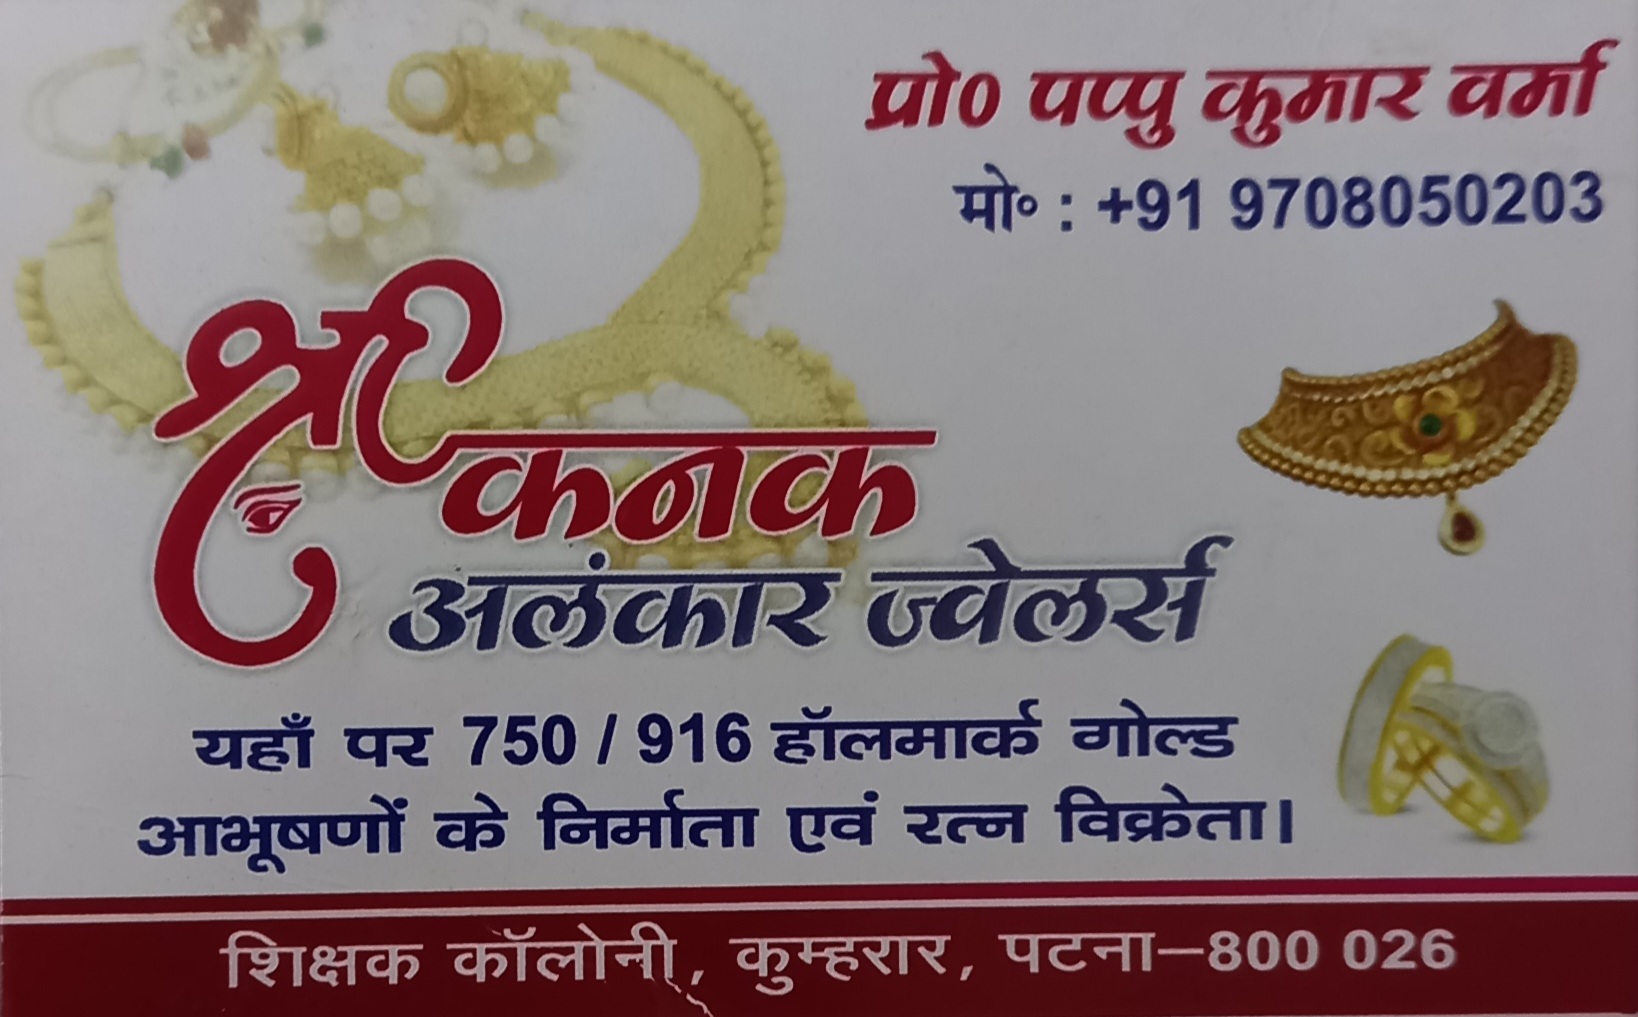 प्रो० पप्पु कुमार वर्मा
मो० : +91 9708050203
श्री कनक
अलंकार ज्वेलर्स
यहाँ पर 750 / 916 हॉलमार्क गोल्ड
आभूषणों के निर्माता एवं रत्न विक्रेता।
शिक्षक कॉलोनी, कुम्हरार, पटना–800 026